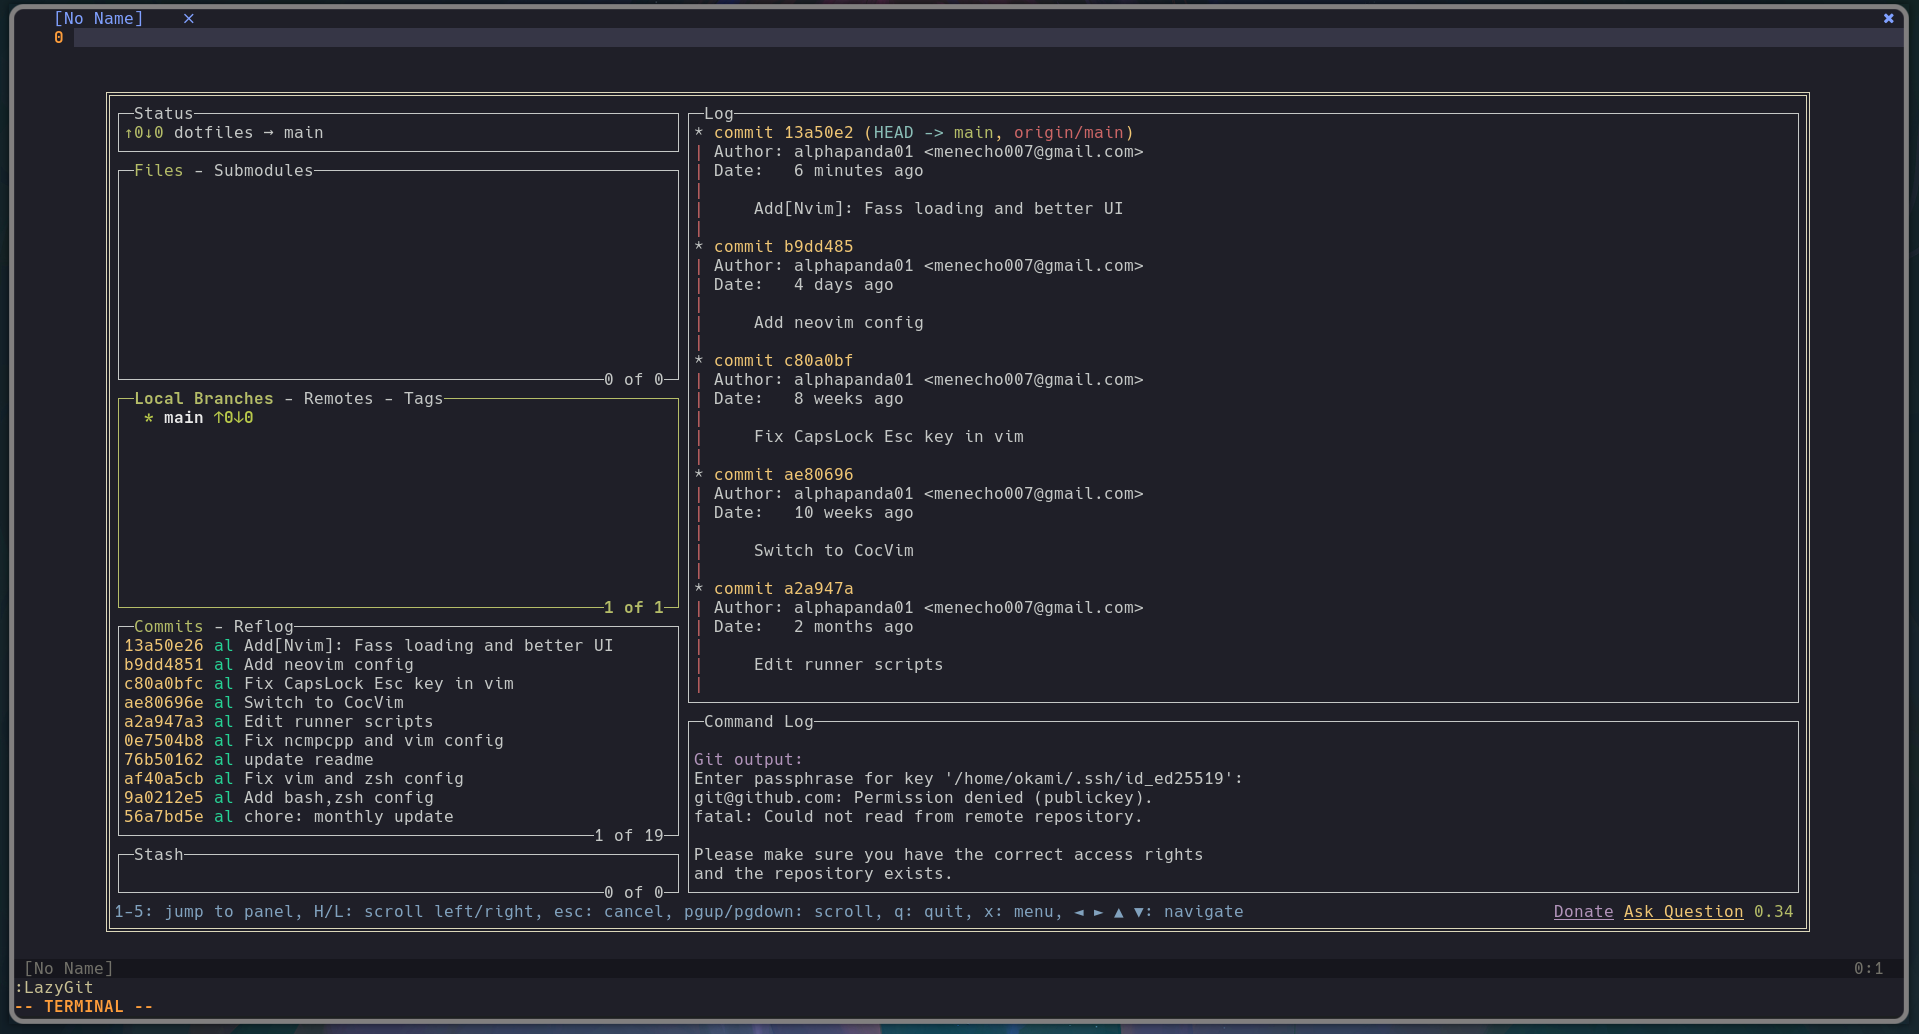 [No Name] ×
✖
0
Status
↑0↓0 dotfiles → main
Files - Submodules
0 of 0
Local Branches - Remotes - Tags
* main ↑0↓0
1 of 1
Commits - Reflog
13a50e26 al Add[Nvim]: Fass loading and better UI
b9dd4851 al Add neovim config
c80a0bfc al Fix CapsLock Esc key in vim
ae80696e al Switch to CocVim
a2a947a3 al Edit runner scripts
0e7504b8 al Fix ncmpcpp and vim config
76b50162 al update readme
af40a5cb al Fix vim and zsh config
9a0212e5 al Add bash,zsh config
56a7bd5e al chore: monthly update
1 of 19
Stash
0 of 0
Log
* commit 13a50e2 (HEAD -> main, origin/main)
| Author: alphapanda01 <menecho007@gmail.com>
| Date:   6 minutes ago
|
|     Add[Nvim]: Fass loading and better UI
|
* commit b9dd485
| Author: alphapanda01 <menecho007@gmail.com>
| Date:   4 days ago
|
|     Add neovim config
|
* commit c80a0bf
| Author: alphapanda01 <menecho007@gmail.com>
| Date:   8 weeks ago
|
|     Fix CapsLock Esc key in vim
|
* commit ae80696
| Author: alphapanda01 <menecho007@gmail.com>
| Date:   10 weeks ago
|
|     Switch to CocVim
|
* commit a2a947a
| Author: alphapanda01 <menecho007@gmail.com>
| Date:   2 months ago
|
|     Edit runner scripts
|
Command Log
Git output:
Enter passphrase for key '/home/okami/.ssh/id_ed25519':
git@github.com: Permission denied (publickey).
fatal: Could not read from remote repository.
Please make sure you have the correct access rights
and the repository exists.
1-5: jump to panel, H/L: scroll left/right, esc: cancel, pgup/pgdown: scroll, q: quit, x: menu, ◄ ► ▲ ▼: navigate
Donate Ask Question 0.34
[No Name]
0:1
:LazyGit
-- TERMINAL --